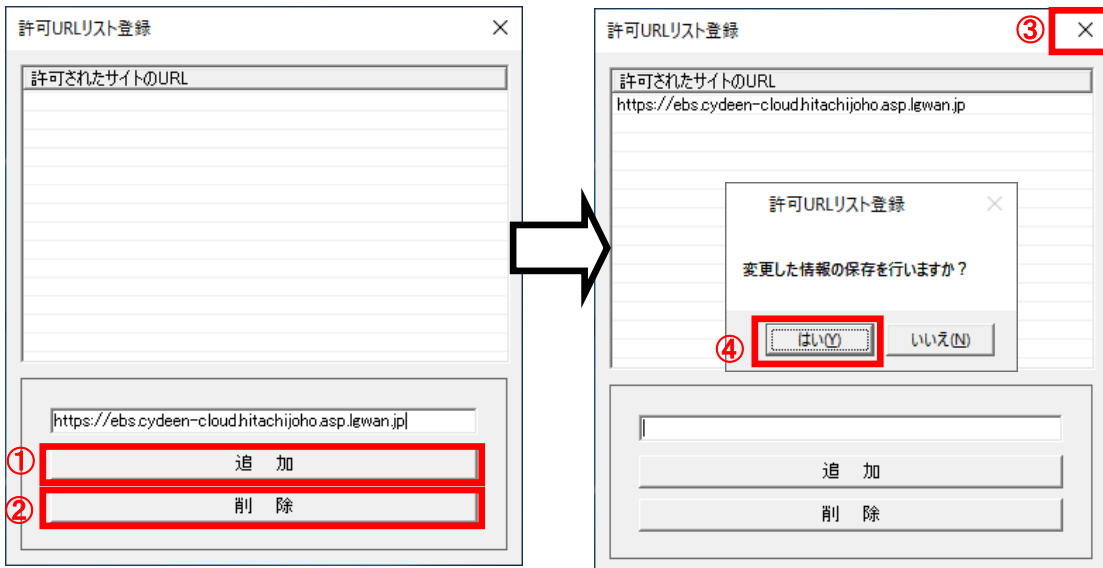 許可URLリスト登録
許可されたサイトのURL
https://ebs.cydeen-cloud.hitachijoho.asp.lgwan.jp
①
追 加
②
削 除
許可URLリスト登録
③
許可されたサイトのURL
https://ebs.cydeen-cloud.hitachijoho.asp.lgwan.jp
許可URLリスト登録
変更した情報の保存を行いますか？
④
はい(Y)
いいえ(N)
追 加
削 除